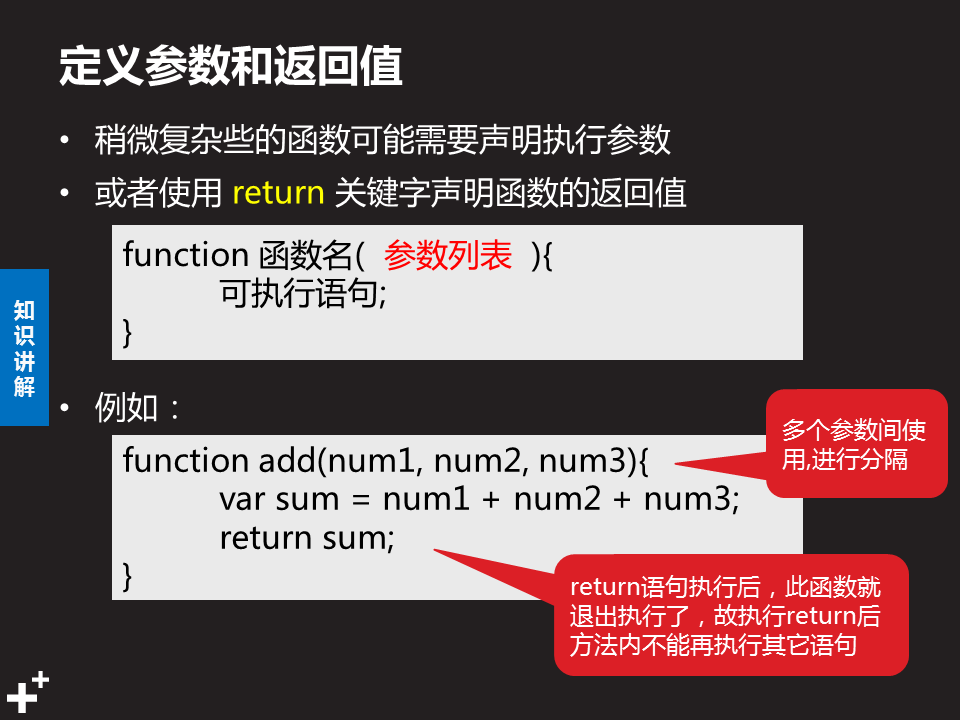 定义参数和返回值
• 稍微复杂些的函数可能需要声明执行参数
• 或者使用 return 关键字声明函数的返回值
function 函数名( 参数列表 ){
可执行语句;
}
知
识
讲
解
• 例如：
function add(num1, num2, num3){
var sum = num1 + num2 + num3;
return sum;
}
多个参数间使
用,进行分隔
return语句执行后，此函数就
退出执行了，故执行return后
方法内不能再执行其它语句